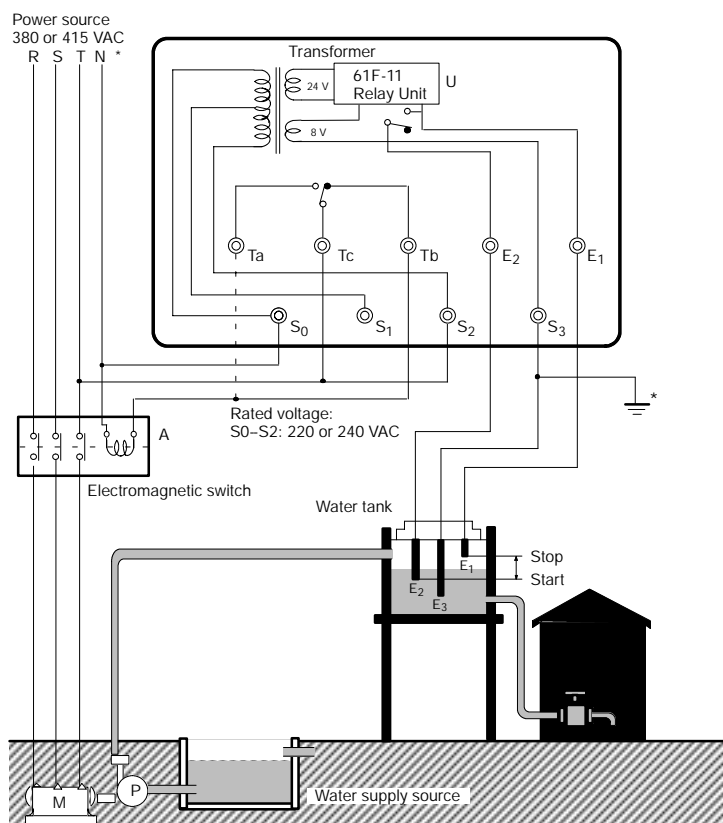 Power source
380 or 415 VAC
R S T N *
Transformer
24 V
61F-11
Relay Unit
U
8 V
Ta
Tc
Tb
E2
E1
S0
S1
S2
S3
*
Rated voltage:
S0–S2: 220 or 240 VAC
A
Electromagnetic switch
Water tank
E1
Stop
E2
Start
E3
M
P
Water supply source